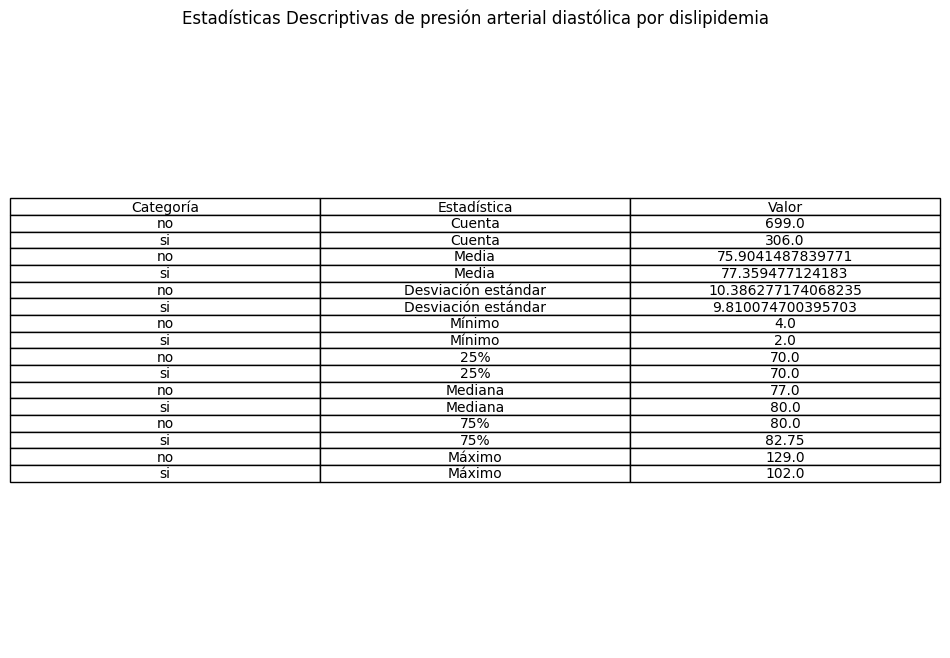 Estadísticas Descriptivas de presión arterial diastólica por dislipidemia
Categoría Estadística Valor
no Cuenta 699.0
si Cuenta 306.0
no Media 75.9041487839771
si Media 77.359477124183
no Desviación estándar 10.386277174068235
si Desviación estándar 9.810074700395703
no Mínimo 4.0
si Mínimo 2.0
no 25% 70.0
si 25% 70.0
no Mediana 77.0
si Mediana 80.0
no 75% 80.0
si 75% 82.75
no Máximo 129.0
si Máximo 102.0